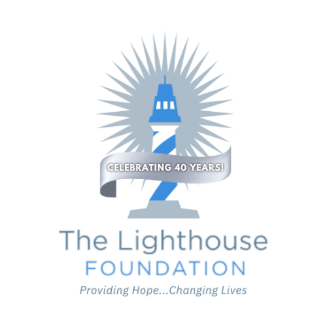 CELEBRATING 40 YEARS!
The Lighthouse
FOUNDATION
Providing Hope...Changing Lives